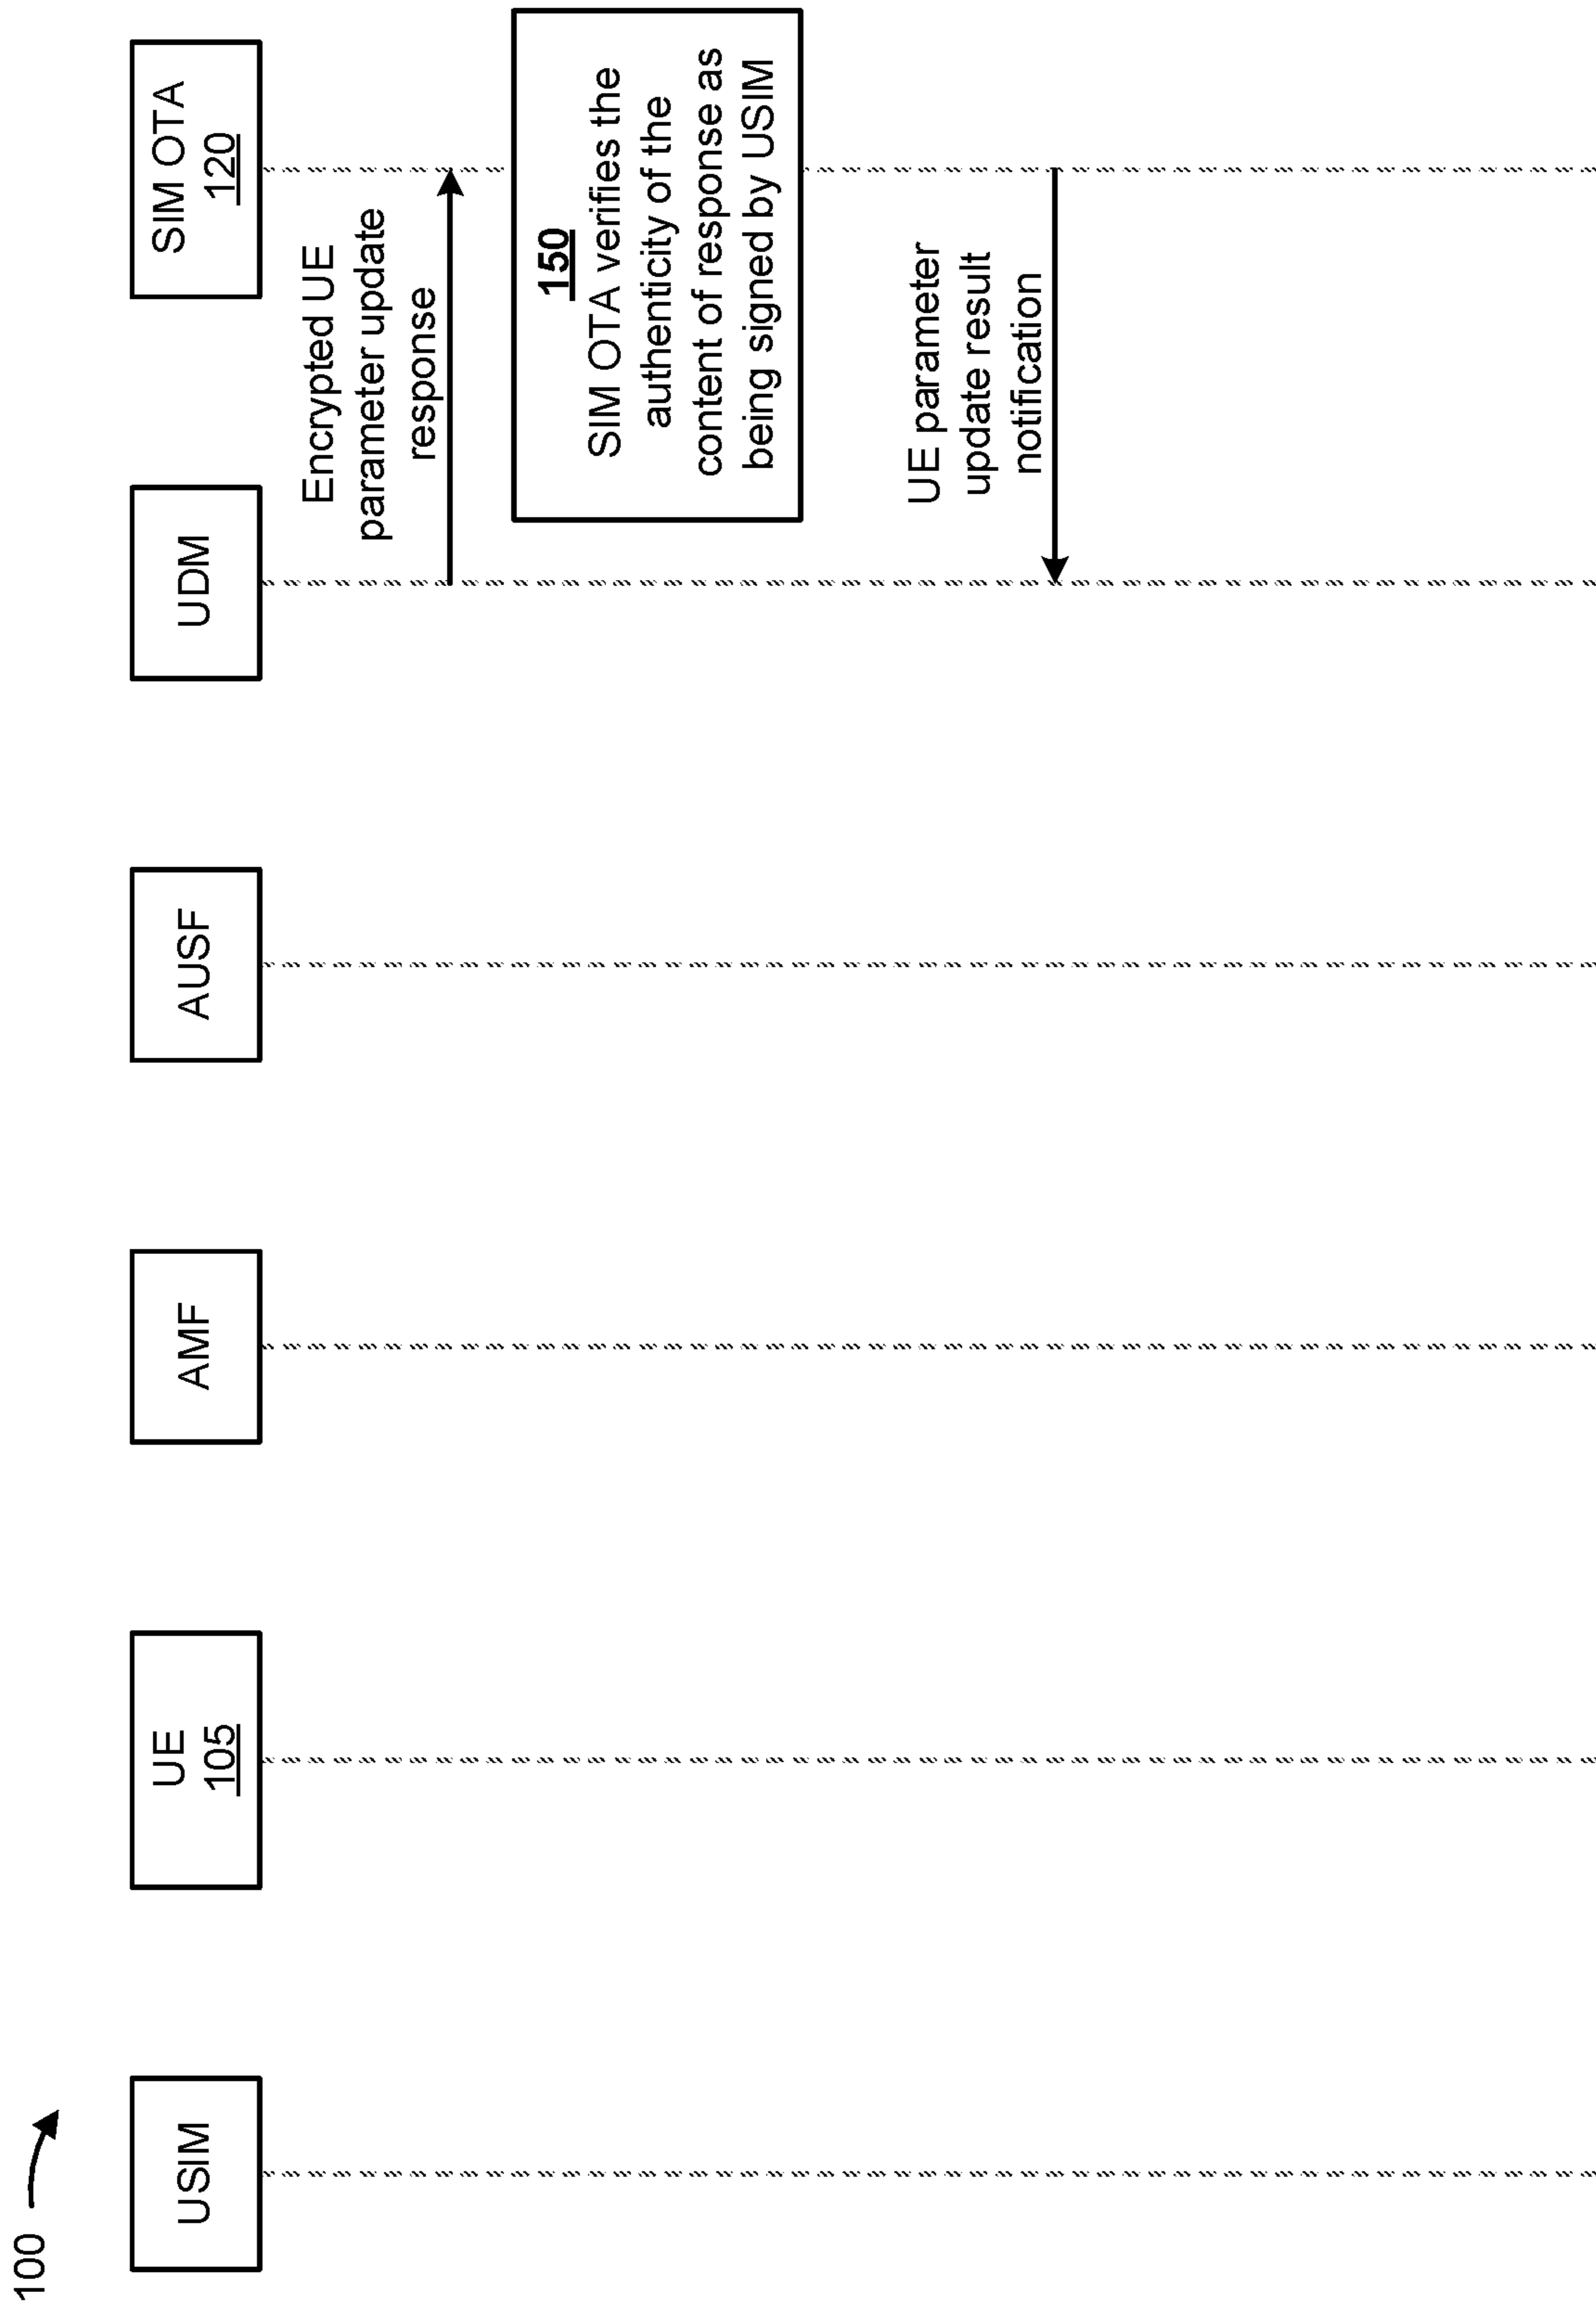 100
USIM
UE
105
AMF
AUSF
UDM
SIM OTA
120
Encrypted UE
parameter update
response
150
SIM OTA verifies the
authenticity of the
content of response as
being signed by USIM
UE parameter
update result
notification